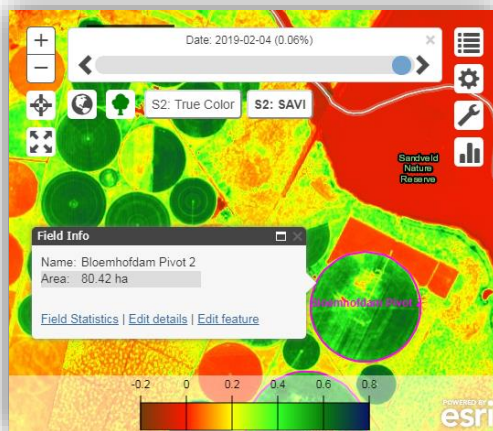 +
−
Date: 2019-02-04 (0.06%)
×
S2: True Color
S2: SAVI
Sandveld
Nature
Reserve
Field Info
Name: Bloemhofdam Pivot 2
Area: 80.42 ha
Field Statistics | Edit details | Edit feature
Bloemhofdam Pivot 2
-0.2 0 0.2 0.4 0.6 0.8
POWERED BY
esri